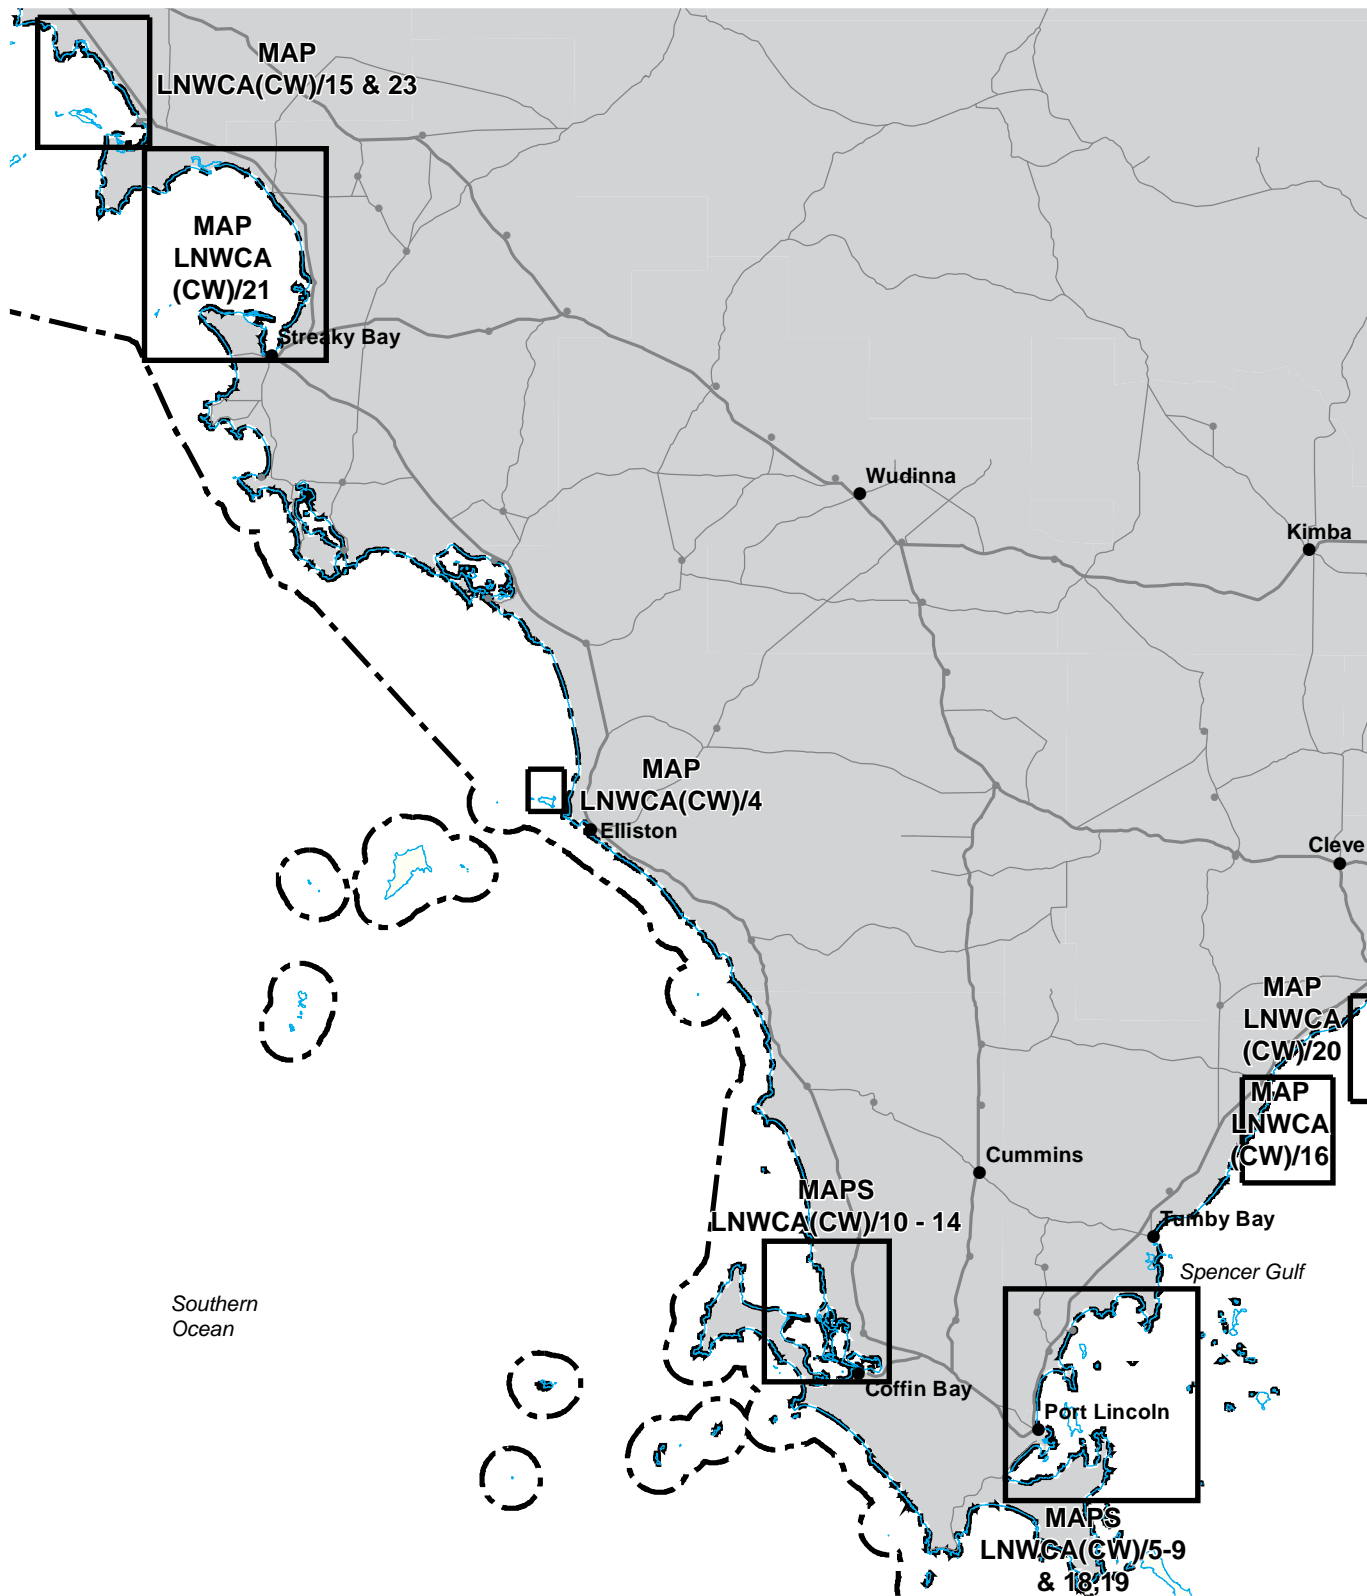 MAP
LNWCA(CW)/15 & 23
MAP
LNWCA
(CW)/21
Streaky Bay
Wudinna
Kimba
MAP
LNWCA(CW)/4
Elliston
Cleve
MAP
LNWCA
(CW)/20
MAP
LNWCA
(CW)/16
Cummins
MAPS
LNWCA(CW)/10 - 14
Tumby Bay
Spencer Gulf
Southern
Ocean
Coffin Bay
Port Lincoln
MAPS
LNWCA(CW)/5-9
& 18,19